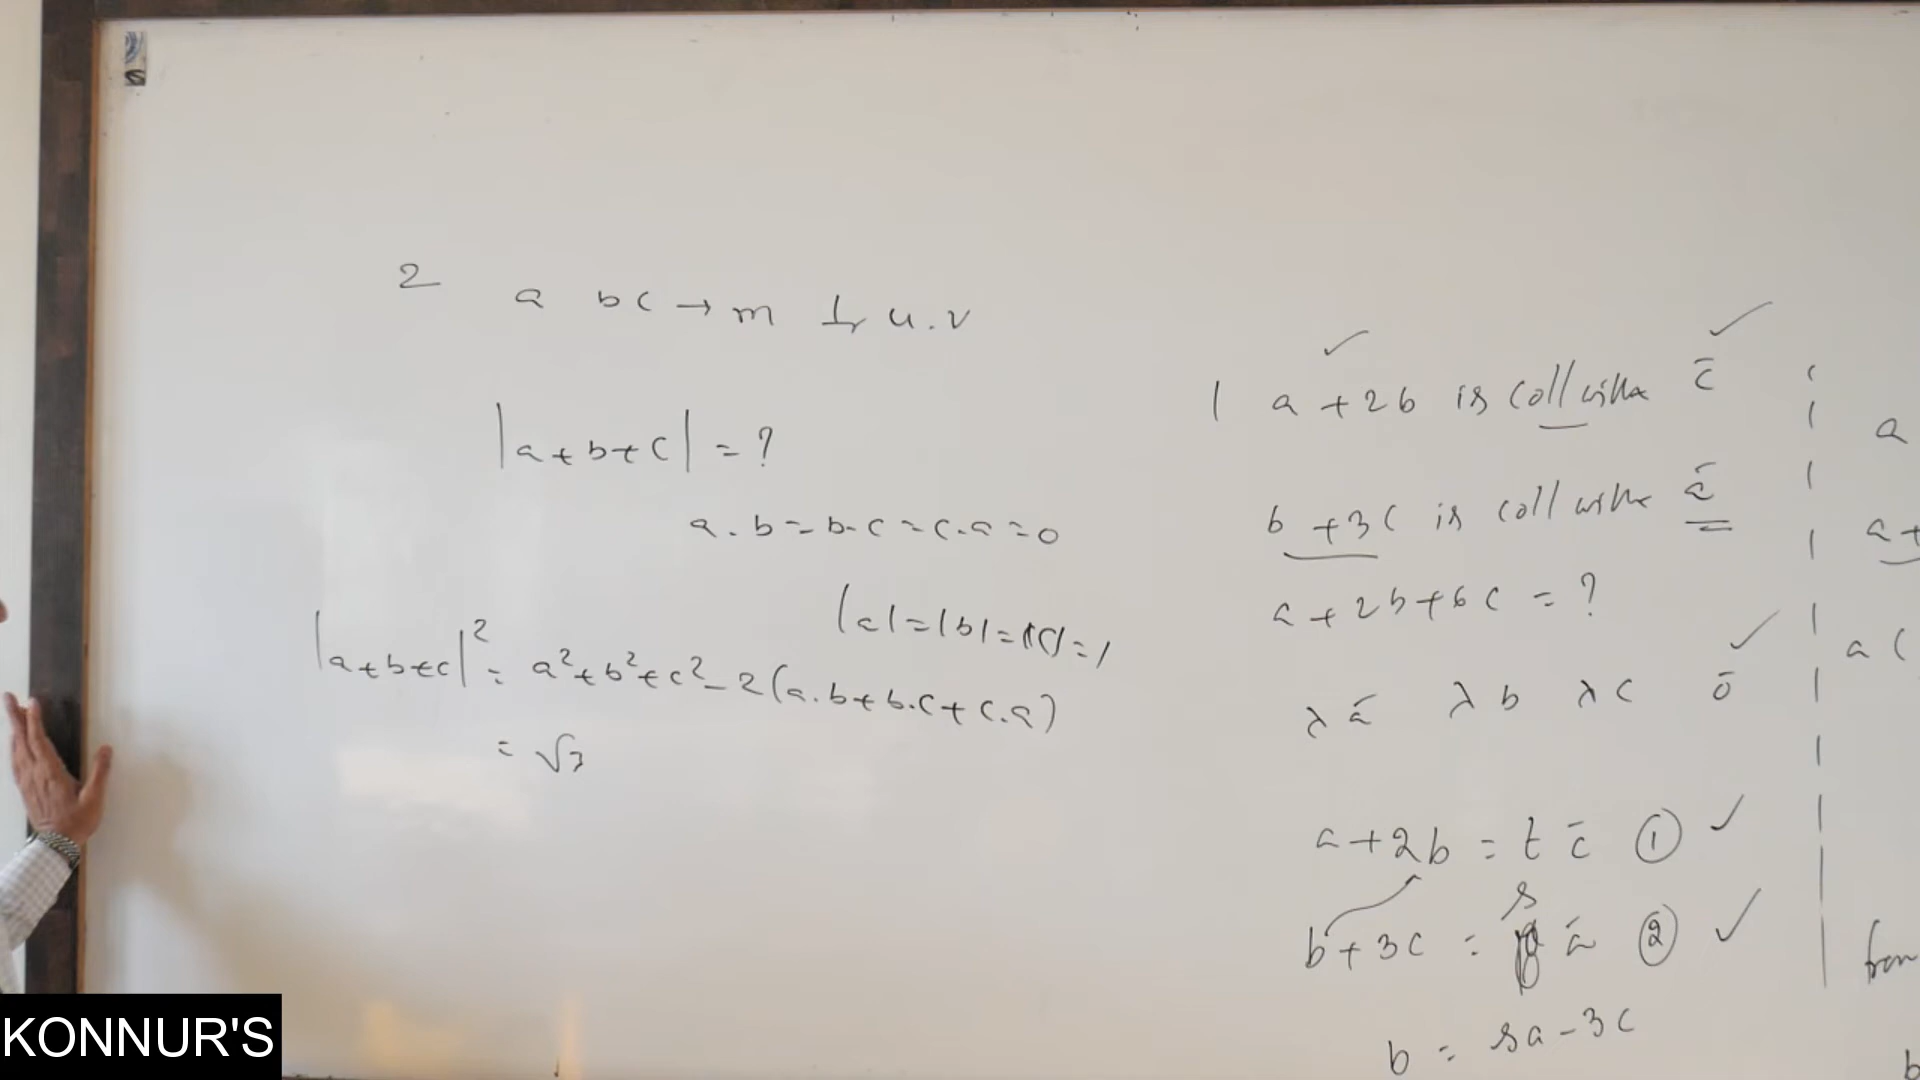 2 a b c → m ⊥r u.v
|a+b+c| = ?
a.b = b.c = c.a = 0
|a| = |b| = |c| = 1
|a+b+c|² = a²+b²+c² - 2(a.b+b.c+c.a)
= √3
1 a+2b is coll with c̄
b+3c is coll with ā
a+2b+6c = ?
λā λb λc ō
a+2b = t c̄ ①
s
b+3c = ā ②
b = sa-3c
a
a+
a(
from
b
KONNUR'S